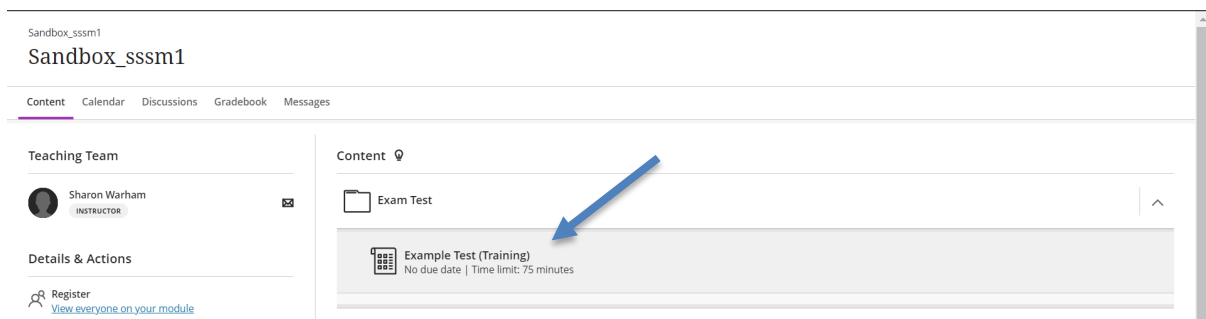 Sandbox_sssm1
Sandbox_sssm1
Content Calendar Discussions Gradebook Messages
Teaching Team
Sharon Warham
INSTRUCTOR
Details & Actions
Register
View everyone on your module
Content
Exam Test
Example Test (Training)
No due date | Time limit: 75 minutes